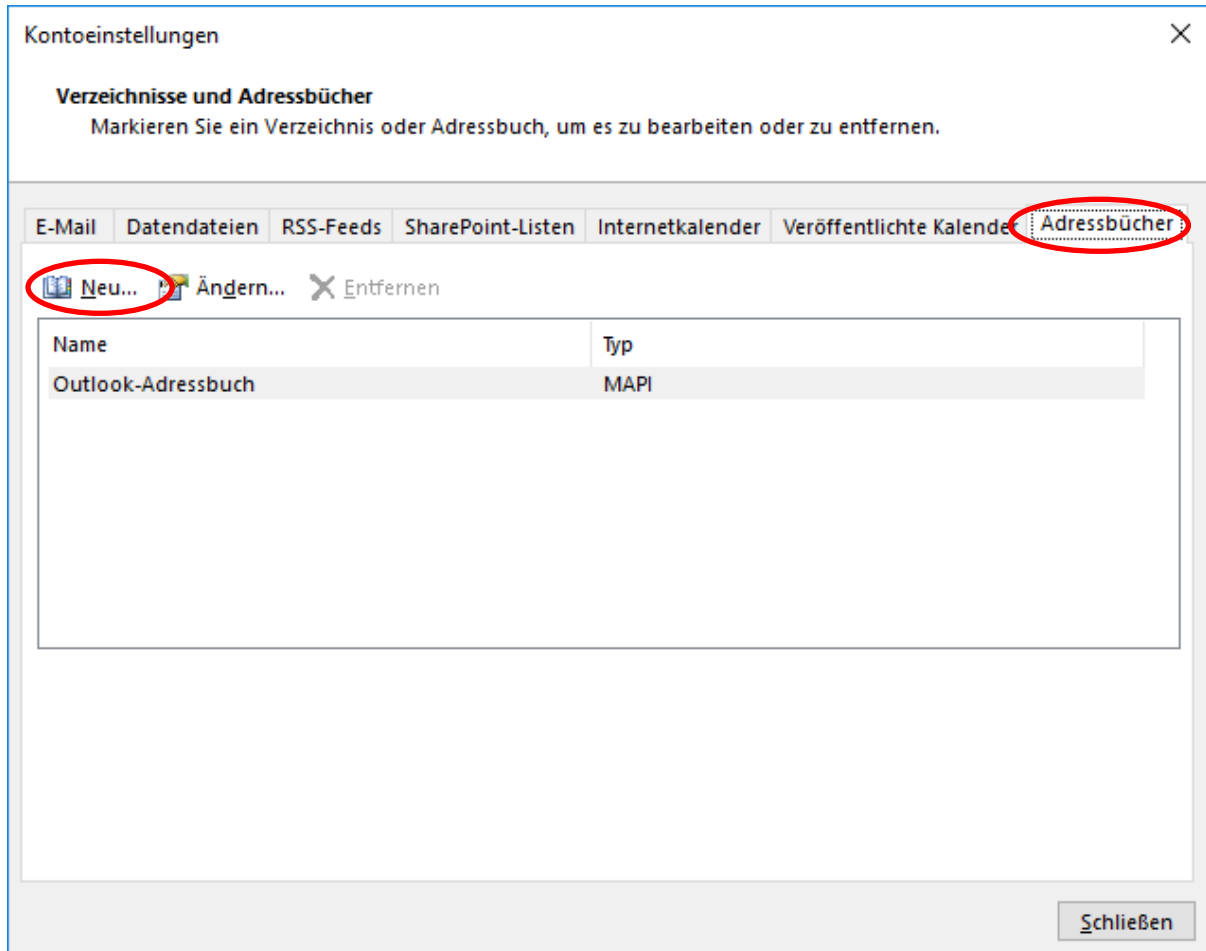 Kontoeinstellungen
Verzeichnisse und Adressbücher
Markieren Sie ein Verzeichnis oder Adressbuch, um es zu bearbeiten oder zu entfernen.
E-Mail Datendateien RSS-Feeds SharePoint-Listen Internetkalender Veröffentlichte Kalender Adressbücher
Neu... Ändern... Entfernen
Name Typ
Outlook-Adressbuch MAPI
Schließen